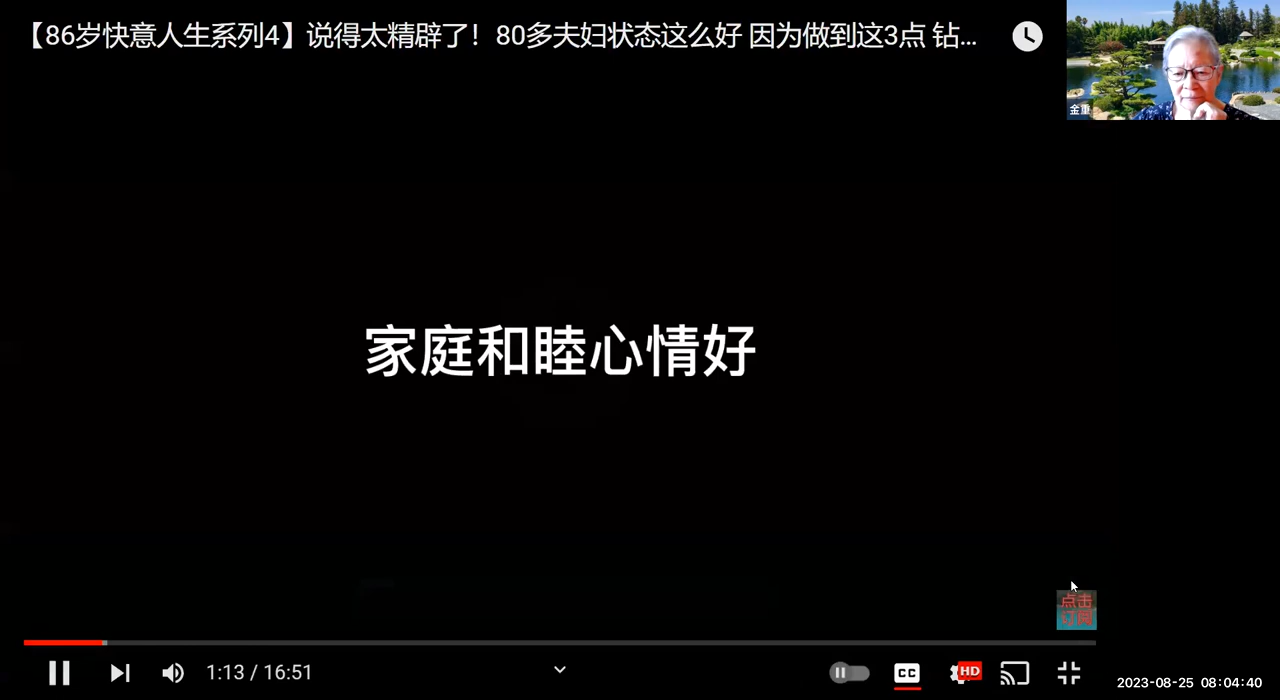 【86岁快意人生系列4】说得太精辟了！80多夫妇状态这么好 因为做到这3点 钻...
金重
家庭和睦心情好
点击
订阅
1:13 / 16:51
CC
HD
2023-08-25 08:04:40